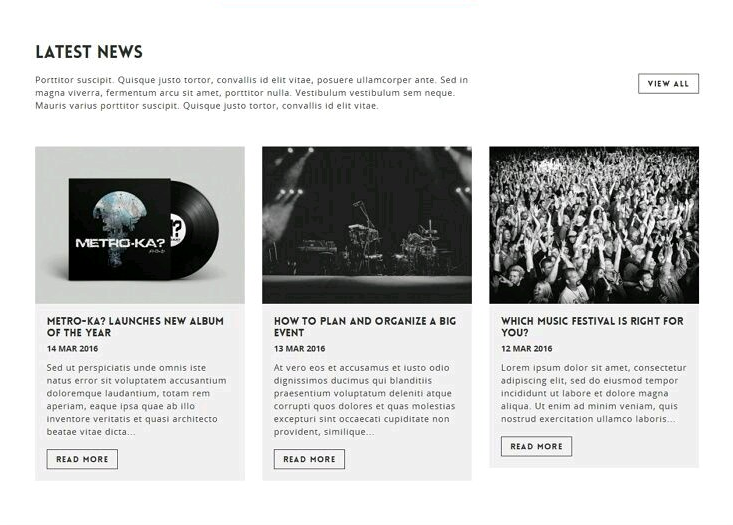 LATEST NEWS
Porttitor suscipit. Quisque justo tortor, convallis id elit vitae, posuere ullamcorper ante. Sed in
magna viverra, fermentum arcu sit amet, porttitor nulla. Vestibulum vestibulum sem neque.
Mauris varius porttitor suscipit. Quisque justo tortor, convallis id elit vitae.
VIEW ALL
METRO-KA?
METRO-KA? LAUNCHES NEW ALBUM
OF THE YEAR
14 MAR 2016
Sed ut perspiciatis unde omnis iste
natus error sit voluptatem accusantium
doloremque laudantium, totam rem
aperiam, eaque ipsa quae ab illo
inventore veritatis et quasi architecto
beatae vitae dicta...
READ MORE
HOW TO PLAN AND ORGANIZE A BIG
EVENT
13 MAR 2016
At vero eos et accusamus et iusto odio
dignissimos ducimus qui blanditiis
praesentium voluptatum deleniti atque
corrupti quos dolores et quas molestias
excepturi sint occaecati cupiditate non
provident, similique...
READ MORE
WHICH MUSIC FESTIVAL IS RIGHT FOR
YOU?
12 MAR 2016
Lorem ipsum dolor sit amet, consectetur
adipiscing elit, sed do eiusmod tempor
incididunt ut labore et dolore magna
aliqua. Ut enim ad minim veniam, quis
nostrud exercitation ullamco laboris...
READ MORE